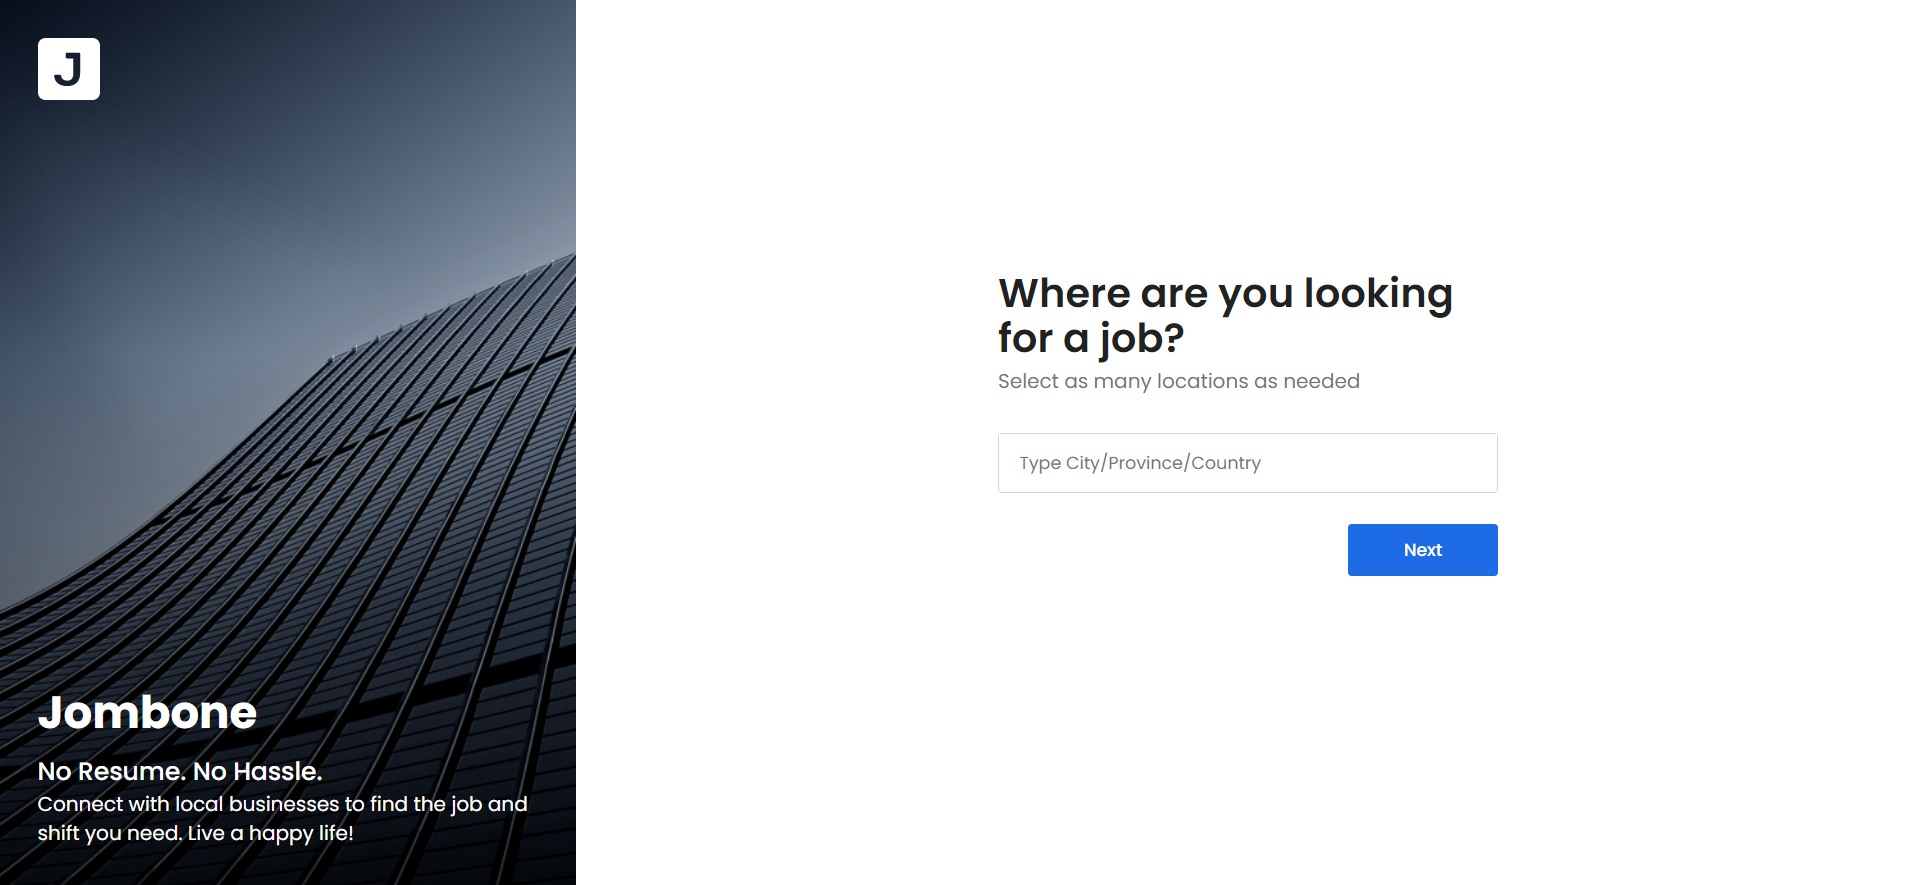 J
Jombone
No Resume. No Hassle.
Connect with local businesses to find the job and
shift you need. Live a happy life!
Where are you looking
for a job?
Select as many locations as needed
Type City/Province/Country
Next